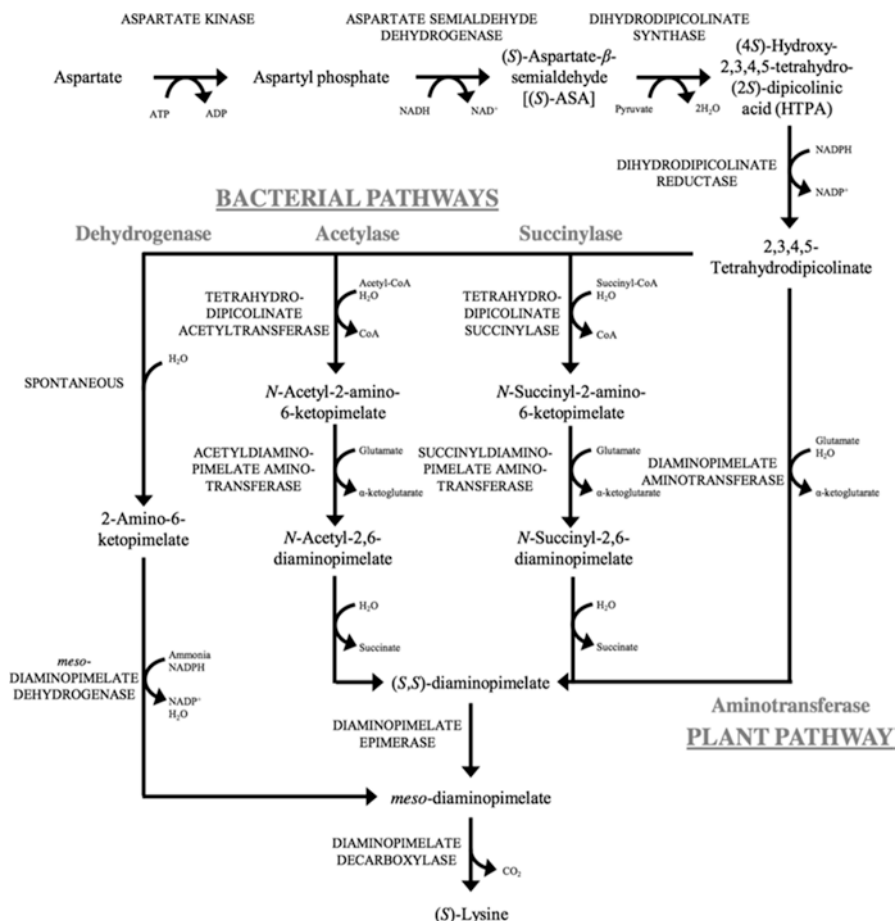 ASPARTATE KINASE
ASPARTATE SEMIALDEHYDE
DEHYDROGENASE
DIHYDRODIPICOLINATE
SYNTHASE
Aspartate
Aspartyl phosphate
(S)-Aspartate-β-
semialdehyde
[(S)-ASA]
(4S)-Hydroxy-
2,3,4,5-tetrahydro-
(2S)-dipicolinic
acid (HTPA)
ATP
ADP
NADH
NAD⁺
Pyruvate
2H₂O
DIHYDRODIPICOLINATE
REDUCTASE
NADPH
NADP⁺
BACTERIAL PATHWAYS
Dehydrogenase
Acetylase
Succinylase
2,3,4,5-
Tetrahydrodipicolinate
TETRAHYDRO-
DIPICOLINATE
ACETYLTRANSFERASE
Acetyl-CoA
H₂O
CoA
TETRAHYDRO-
DIPICOLINATE
SUCCINYLASE
Succinyl-CoA
H₂O
CoA
SPONTANEOUS
H₂O
N-Acetyl-2-amino-
6-ketopimelate
N-Succinyl-2-amino-
6-ketopimelate
ACETYLDIAMINO-
PIMELATE AMINO-
TRANSFERASE
Glutamate
α-ketoglutarate
SUCCINYLDIAMINO-
PIMELATE AMINO-
TRANSFERASE
Glutamate
α-ketoglutarate
DIAMINOPIMELATE
AMINOTRANSFERASE
Glutamate
H₂O
α-ketoglutarate
2-Amino-6-
ketopimelate
N-Acetyl-2,6-
diaminopimelate
N-Succinyl-2,6-
diaminopimelate
H₂O
Succinate
H₂O
Succinate
meso-
DIAMINOPIMELATE
DEHYDROGENASE
Ammonia
NADPH
NADP⁺
H₂O
(S,S)-diaminopimelate
Aminotransferase
PLANT PATHWAY
DIAMINOPIMELATE
EPIMERASE
meso-diaminopimelate
DIAMINOPIMELATE
DECARBOXYLASE
CO₂
(S)-Lysine